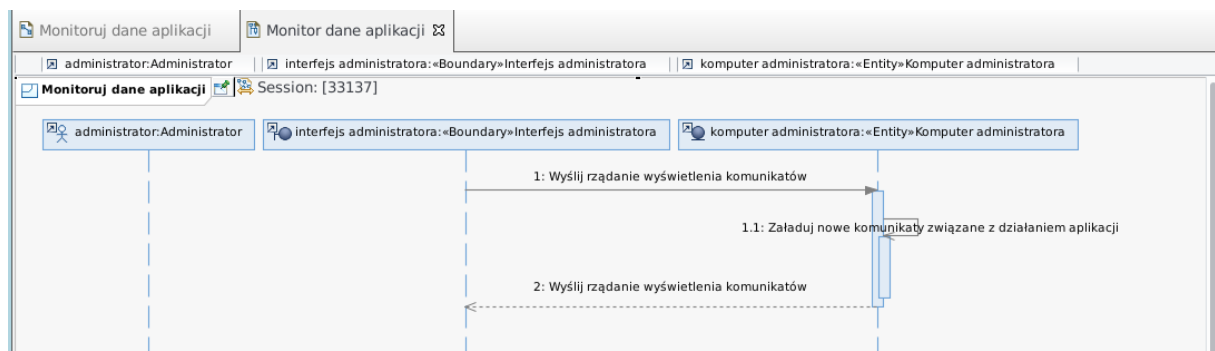 Monitoruj dane aplikacji
Monitor dane aplikacji
administrator:Administrator
interfejs administratora:«Boundary»Interfejs administratora
komputer administratora:«Entity»Komputer administratora
Monitoruj dane aplikacji
Session: [33137]
administrator:Administrator
interfejs administratora:«Boundary»Interfejs administratora
komputer administratora:«Entity»Komputer administratora
1: Wyślij rządanie wyświetlenia komunikatów
1.1: Załaduj nowe komunikaty związane z działaniem aplikacji
2: Wyślij rządanie wyświetlenia komunikatów